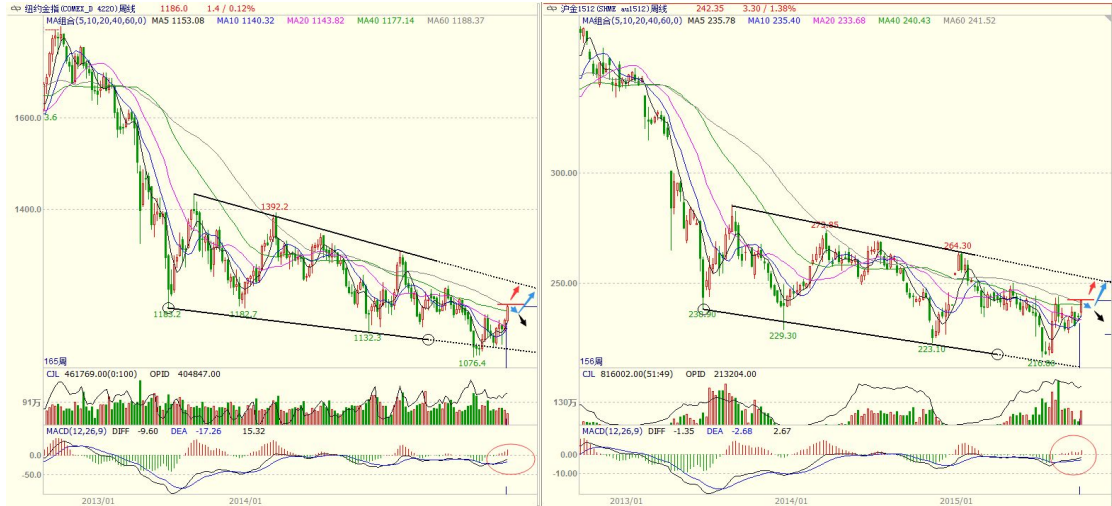 纽约金指(COMEX_D 4220)周线 1186.0 1.4 / 0.12%
MA组合(5,10,20,40,60,0) MA5 1153.08 MA10 1140.32 MA20 1143.82 MA40 1177.14 MA60 1188.37
3.6
1600.0
1400.0
1392.2
1183.2
1182.7
1132.3
1076.4
165周
CJL 461769.00(0:100) OPID 404847.00
91万
MACD(12,26,9) DIFF -9.60 DEA -17.26 15.32
0.0
-50.0
2013/01 2014/01
沪金1512(SHME au1512)周线 242.35 3.30 / 1.38%
MA组合(5,10,20,40,60,0) MA5 235.78 MA10 235.40 MA20 233.68 MA40 240.43 MA60 241.52
300.00
273.85
264.30
250.00
238.90
229.30
223.10
156周
CJL 816002.00(51:49) OPID 213204.00
130万
MACD(12,26,9) DIFF -1.35 DEA -2.68 2.67
0.00
-10.00
2013/01 2014/01 2015/01